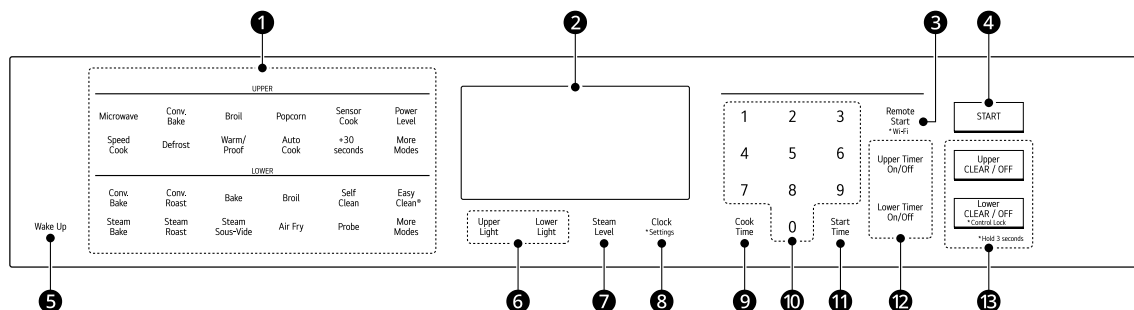 1
2
3
4
UPPER
Microwave
Conv.
Bake
Broil
Popcorn
Sensor
Cook
Power
Level
Speed
Cook
Defrost
Warm/
Proof
Auto
Cook
+30
seconds
More
Modes
LOWER
Conv.
Bake
Conv.
Roast
Bake
Broil
Self
Clean
Easy
Clean®
Steam
Bake
Steam
Roast
Steam
Sous-Vide
Air Fry
Probe
More
Modes
Wake Up
Upper
Light
Lower
Light
Steam
Level
Clock
*Settings
1 2 3
4 5 6
7 8 9
0
Cook
Time
Start
Time
Remote
Start
*Wi-Fi
Upper Timer
On/Off
Lower Timer
On/Off
START
Upper
CLEAR / OFF
Lower
CLEAR / OFF
*Control Lock
*Hold 3 seconds
5
6
7
8
9
10
11
12
13